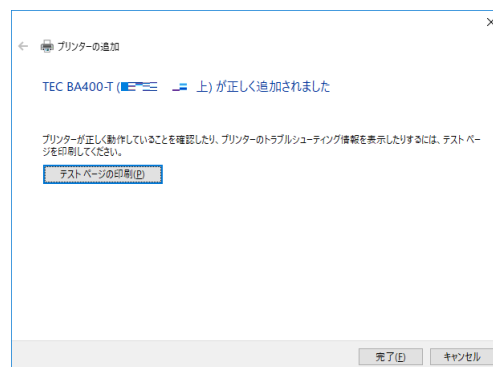 プリンターの追加
TEC BA400-T ( 上) が正しく追加されました
プリンターが正しく動作していることを確認したり、プリンターのトラブルシューティング情報を表示したりするには、テスト ペー
ジを印刷してください。
テスト ページの印刷(P)
完了(F) キャンセル